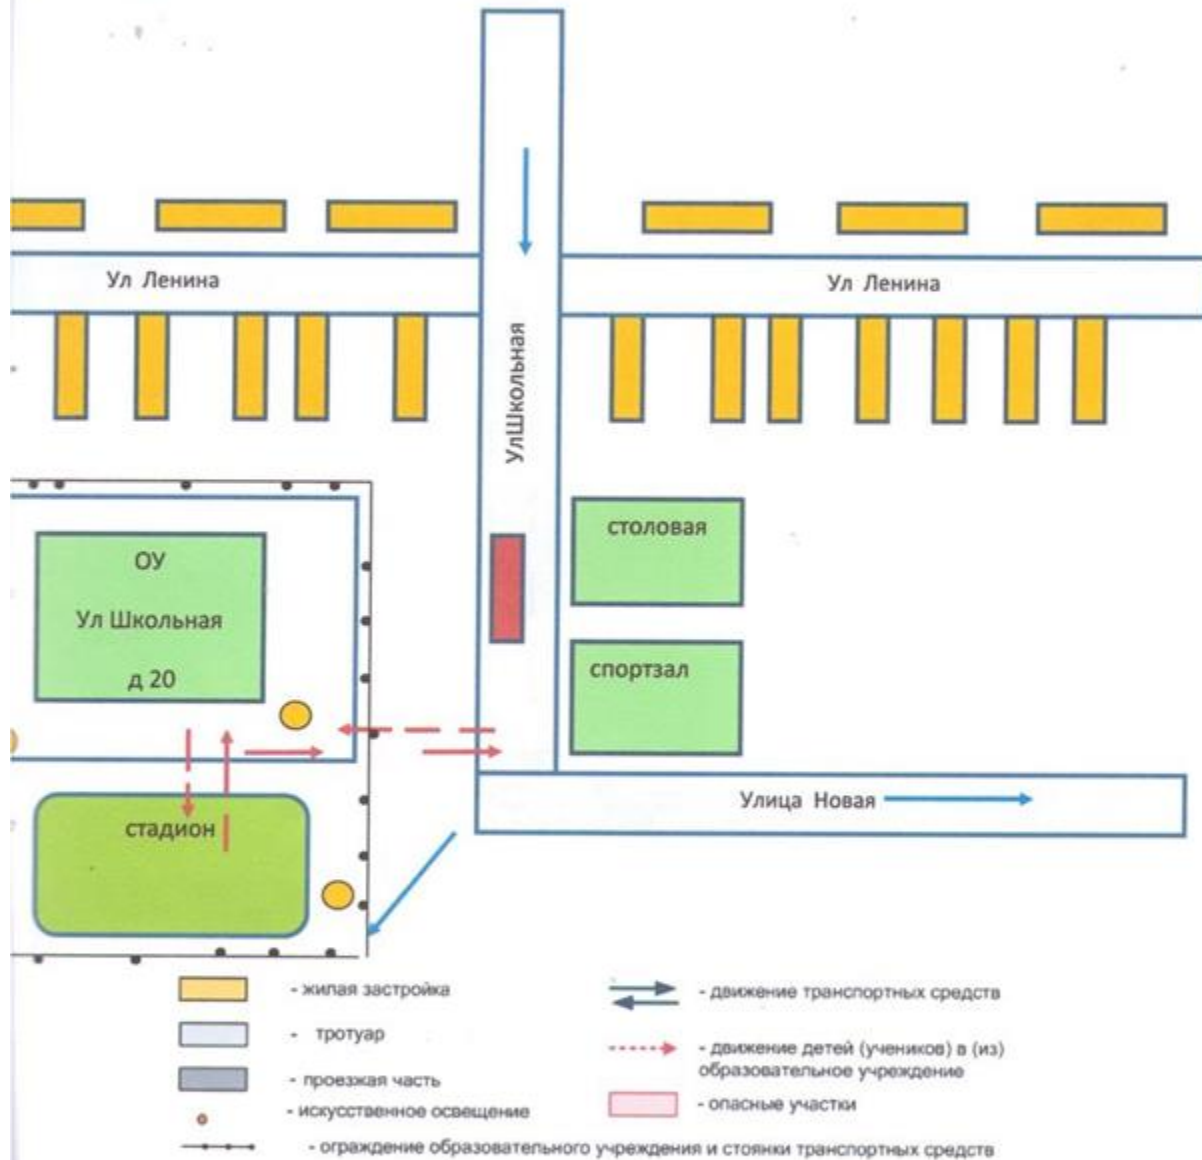 Ул Ленина
Ул Ленина
УлШкольная
столовая
ОУ
Ул Школьная
д 20
спортзал
Улица Новая
стадион
- жилая застройка
- тротуар
- проезжая часть
- искусственное освещение
- ограждение образовательного учреждения и стоянки транспортных средств
- движение транспортных средств
- движение детей (учеников) в (из)
образовательное учреждение
- опасные участки